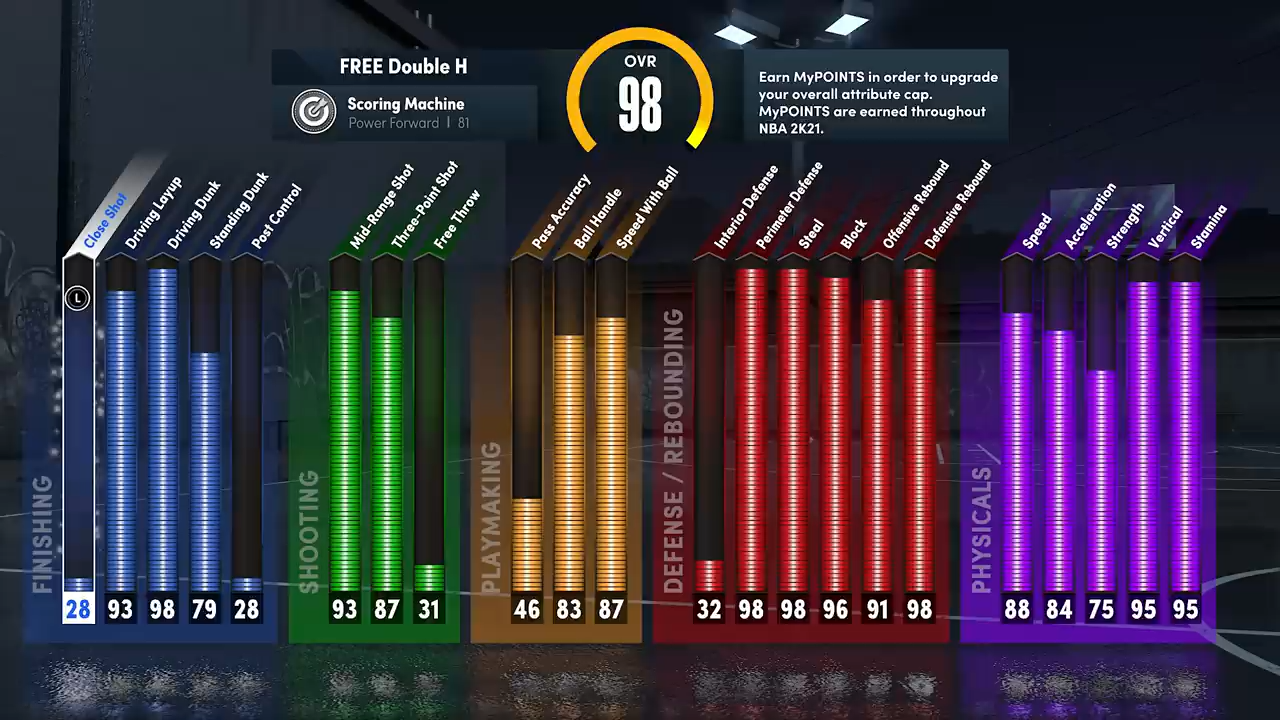 FREE Double H
Scoring Machine
Power Forward | 81
OVR
98
Earn MyPOINTS in order to upgrade
your overall attribute cap.
MyPOINTS are earned throughout
NBA 2K21.
FINISHING
Close Shot
Driving Layup
Driving Dunk
Standing Dunk
Post Control
L
28 93 98 79 28
SHOOTING
Mid-Range Shot
Three-Point Shot
Free Throw
93 87 31
PLAYMAKING
Pass Accuracy
Ball Handle
Speed With Ball
46 83 87
DEFENSE / REBOUNDING
Interior Defense
Perimeter Defense
Steal
Block
Offensive Rebound
Defensive Rebound
32 98 98 96 91 98
PHYSICALS
Speed
Acceleration
Strength
Vertical
Stamina
88 84 75 95 95